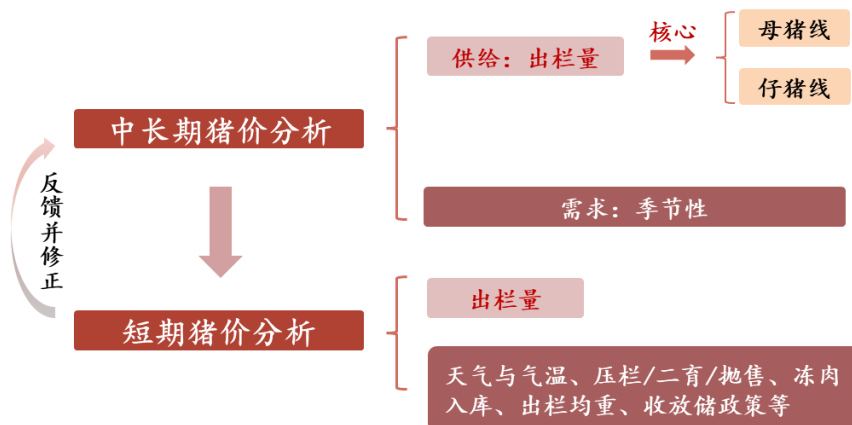 核心
母猪线
供给：出栏量
仔猪线
中长期猪价分析
需求：季节性
反馈并修正
出栏量
短期猪价分析
天气与气温、压栏/二育/抛售、冻肉
入库、出栏均重、收放储政策等